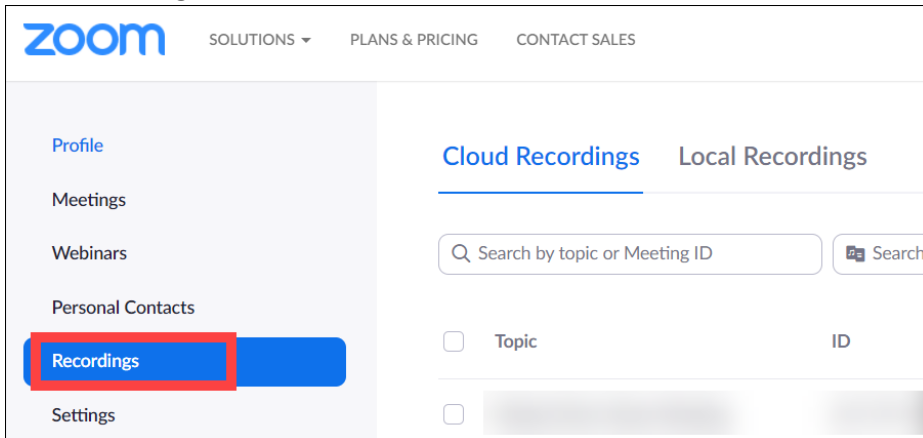 zoom SOLUTIONS PLANS & PRICING CONTACT SALES
Profile
Meetings
Webinars
Personal Contacts
Recordings
Settings
Cloud Recordings Local Recordings
Search by topic or Meeting ID Search
Topic ID